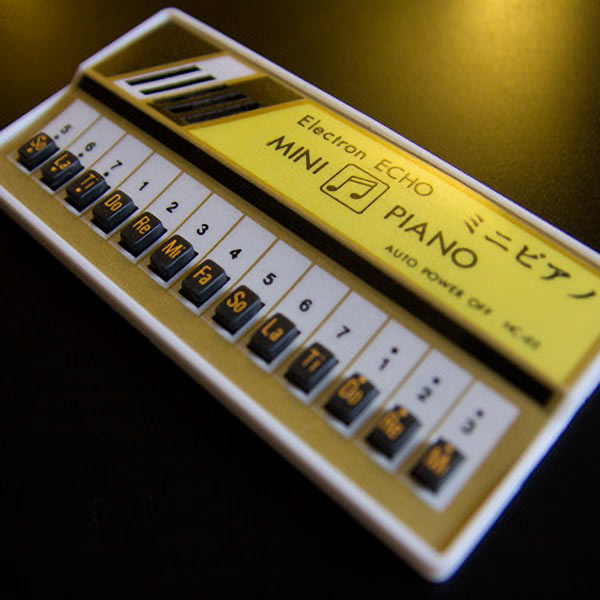 Electron ECHO
MINI PIANO
ミニピアノ
AUTO POWER OFF
5 6 7 1 2 3 4 5 6 7 1 2 3
So La Ti Do Re Mi Fa So La Ti Do Re Mi